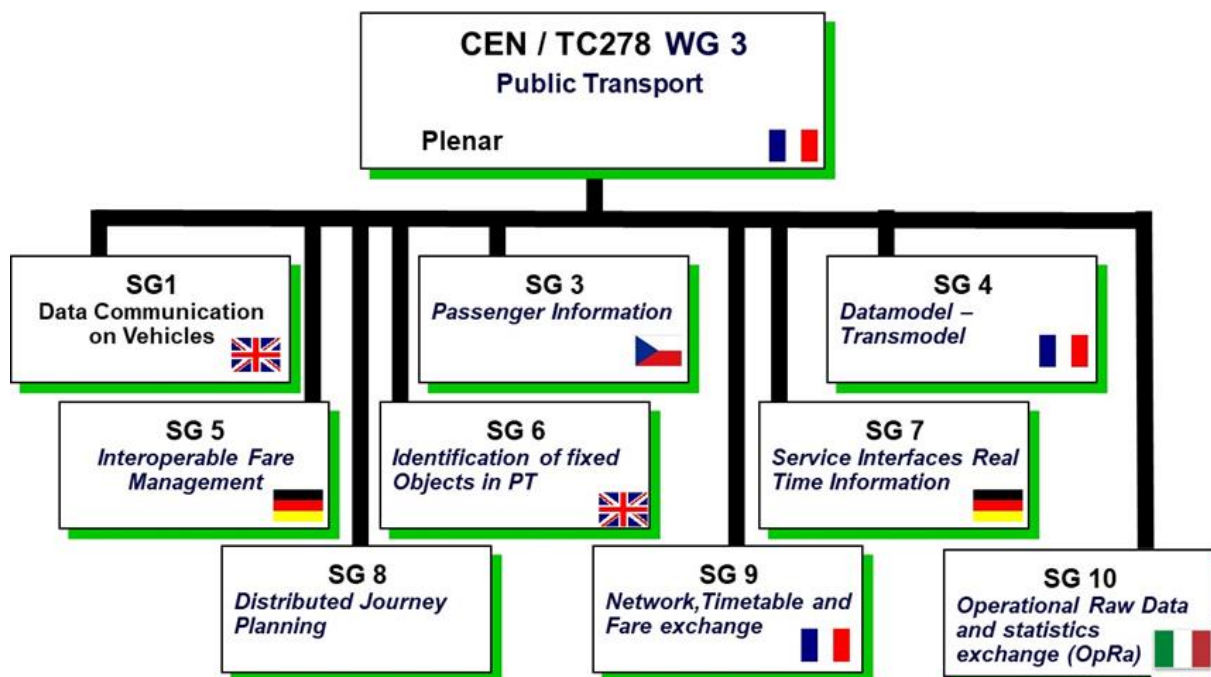 CEN / TC278 WG 3
Public Transport
Plenar
SG1
Data Communication
on Vehicles
SG 3
Passenger Information
SG 4
Datamodel –
Transmodel
SG 5
Interoperable Fare
Management
SG 6
Identification of fixed
Objects in PT
SG 7
Service Interfaces Real
Time Information
SG 8
Distributed Journey
Planning
SG 9
Network,Timetable and
Fare exchange
SG 10
Operational Raw Data
and statistics
exchange (OpRa)